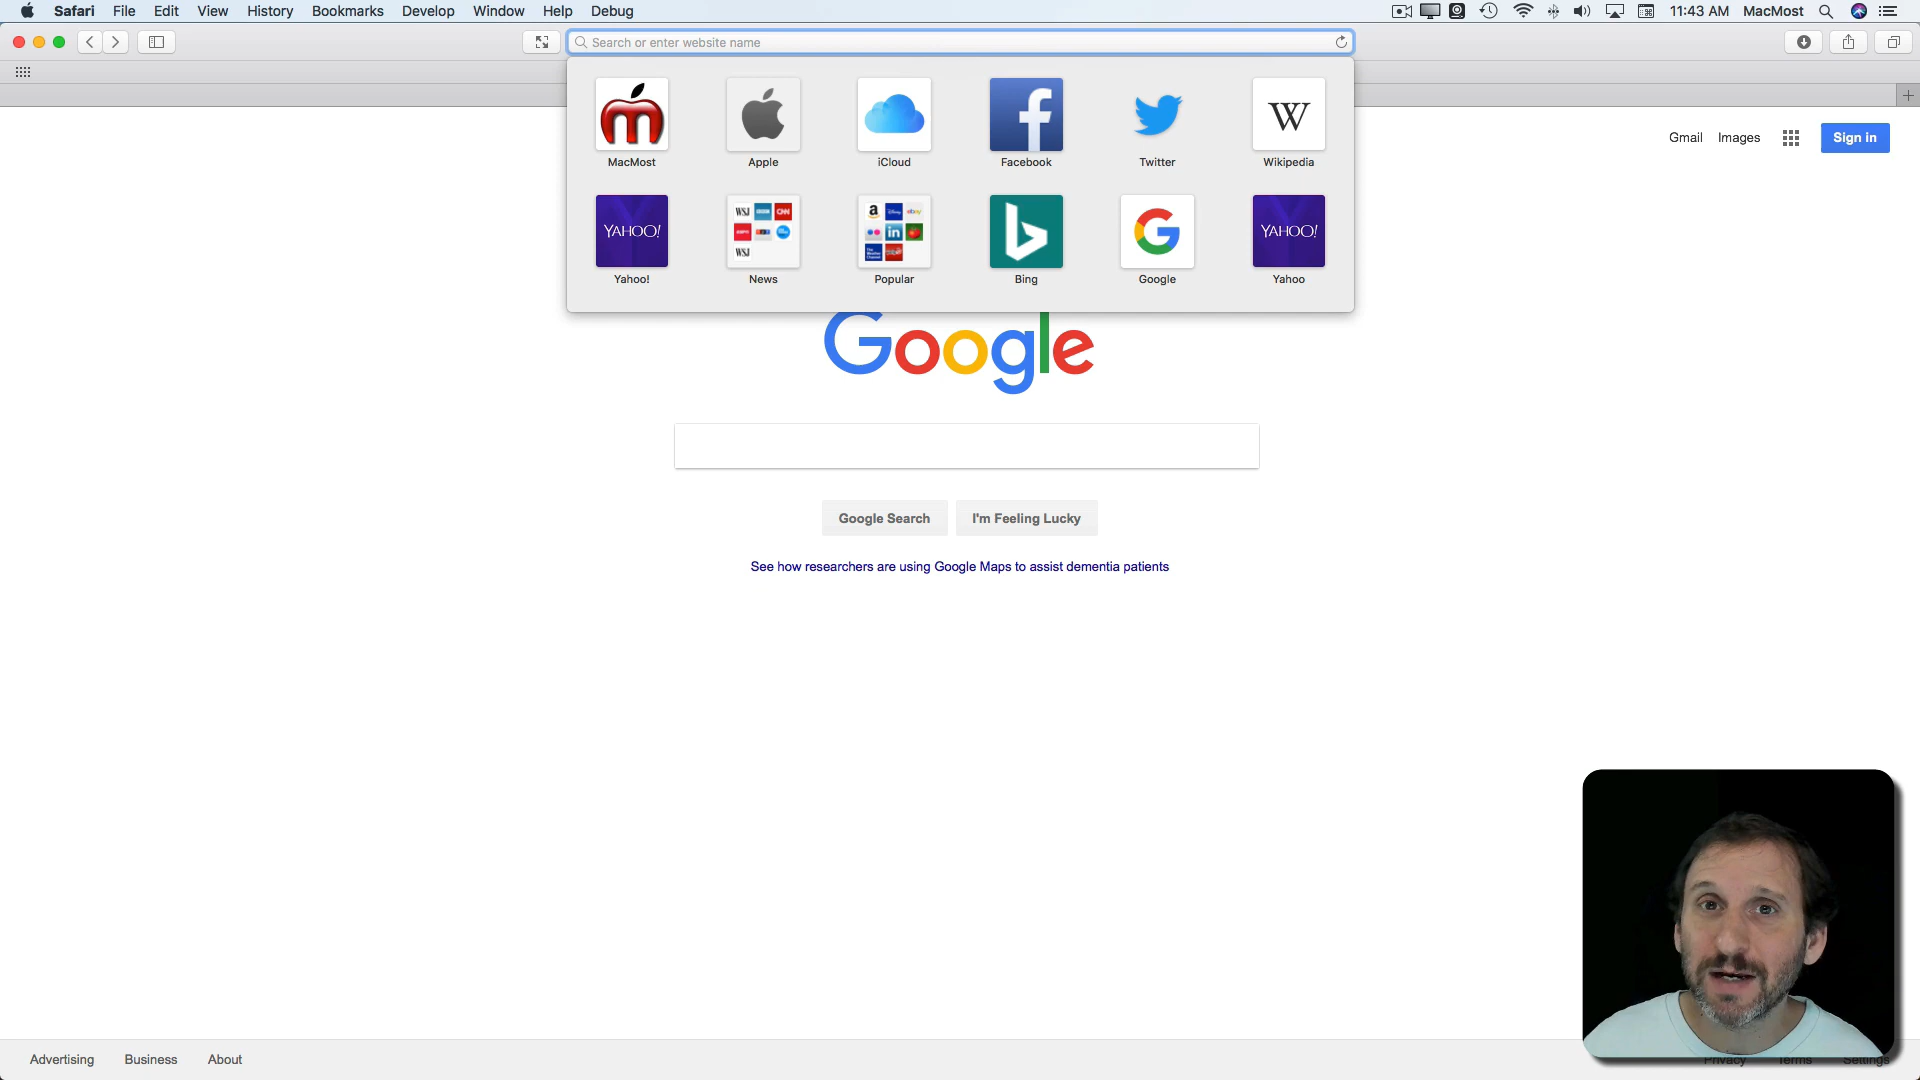 Safari File Edit View History Bookmarks Develop Window Help Debug 11:43 AM MacMost
Search or enter website name
Gmail Images Sign in
MacMost Apple iCloud Facebook Twitter Wikipedia
W
YAHOO! YAHOO!
WSJ CNN
WSJ
Yahoo! News Popular Bing Google Yahoo
Google
Google Search I'm Feeling Lucky
See how researchers are using Google Maps to assist dementia patients
Advertising Business About Privacy Terms Settings